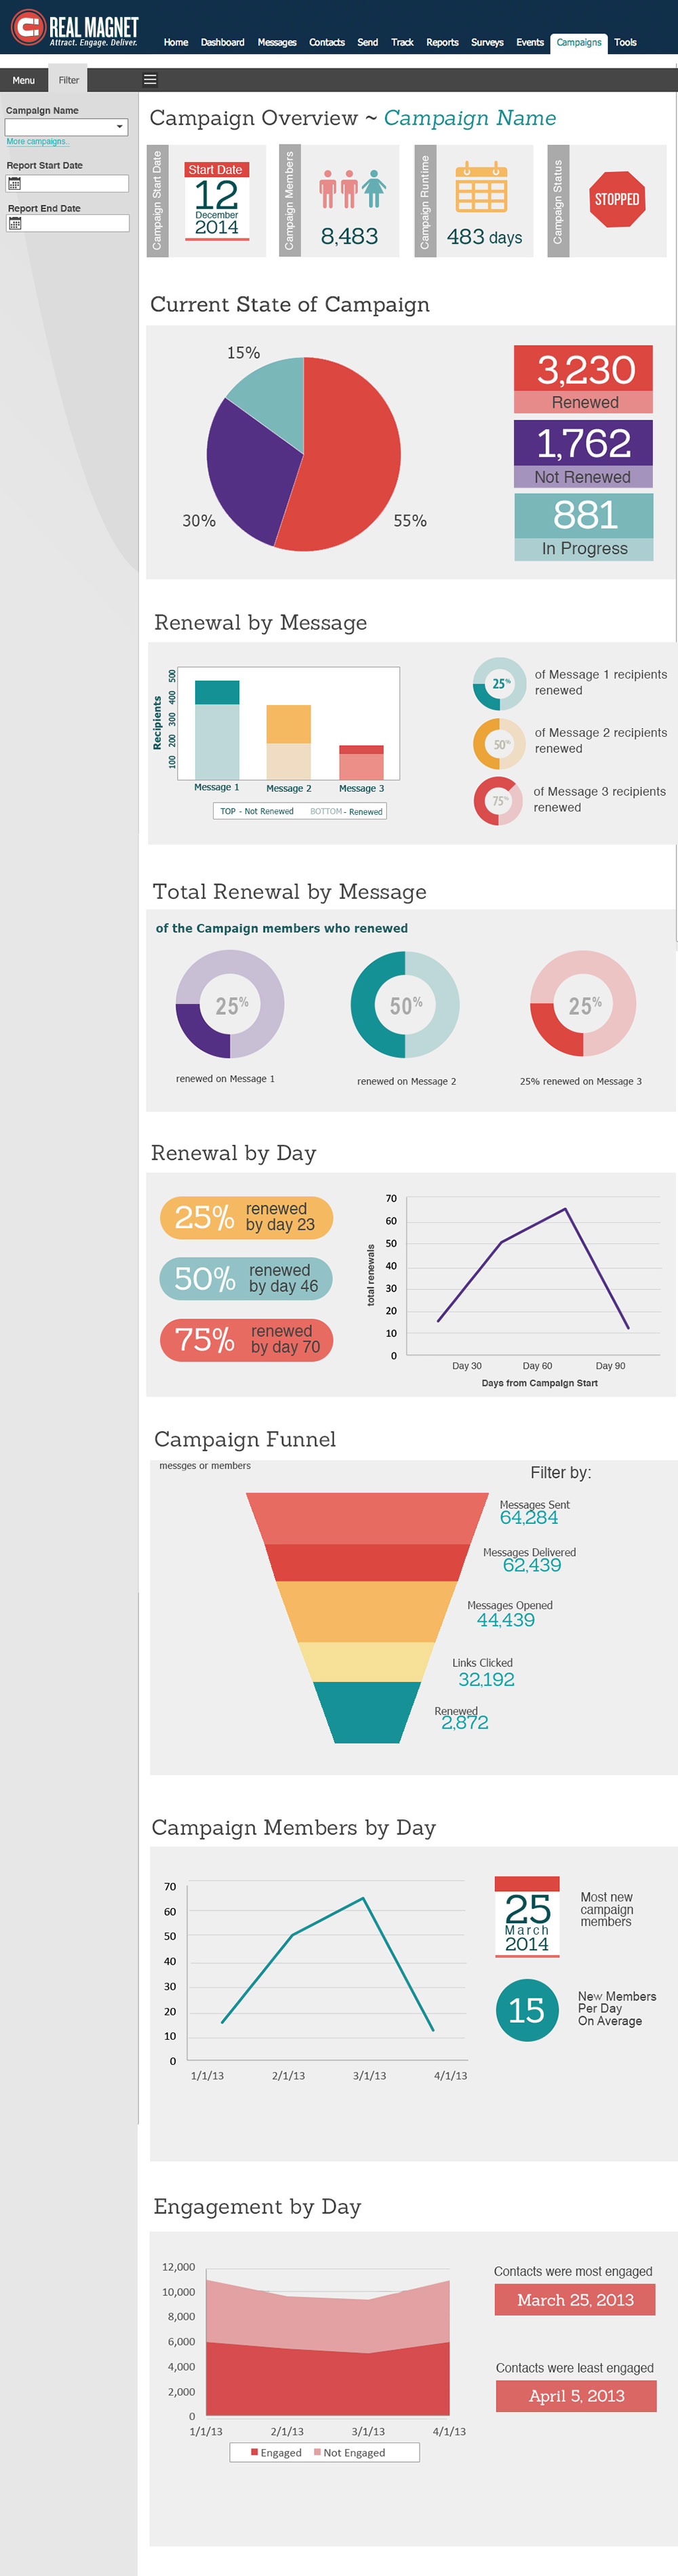 REAL MAGNET
Attract. Engage. Deliver.
Home Dashboard Messages Contacts Send Track Reports Surveys Events Campaigns Tools
Menu Filter
Campaign Name
More campaigns..
Report Start Date
Report End Date
Campaign Overview ~ Campaign Name
Campaign Start Date
Start Date
12
December
2014
Campaign Members
8,483
Campaign Runtime
483 days
Campaign Status
STOPPED
Current State of Campaign
15%
30%
55%
3,230
Renewed
1,762
Not Renewed
881
In Progress
Renewal by Message
Recipients
500
400
300
200
100
Message 1 Message 2 Message 3
TOP - Not Renewed BOTTOM - Renewed
25%
of Message 1 recipients
renewed
50%
of Message 2 recipients
renewed
75%
of Message 3 recipients
renewed
Total Renewal by Message
of the Campaign members who renewed
25%
50%
25%
renewed on Message 1
renewed on Message 2
25% renewed on Message 3
Renewal by Day
25% renewed
by day 23
50% renewed
by day 46
75% renewed
by day 70
total renewals
70
60
50
40
30
20
10
0
Day 30 Day 60 Day 90
Days from Campaign Start
Campaign Funnel
messges or members
Filter by:
Messages Sent
64,284
Messages Delivered
62,439
Messages Opened
44,439
Links Clicked
32,192
Renewed
2,872
Campaign Members by Day
70
60
50
40
30
20
10
0
1/1/13 2/1/13 3/1/13 4/1/13
25
March
2014
Most new
campaign
members
15
New Members
Per Day
On Average
Engagement by Day
12,000
10,000
8,000
6,000
4,000
2,000
0
1/1/13 2/1/13 3/1/13 4/1/13
Engaged Not Engaged
Contacts were most engaged
March 25, 2013
Contacts were least engaged
April 5, 2013